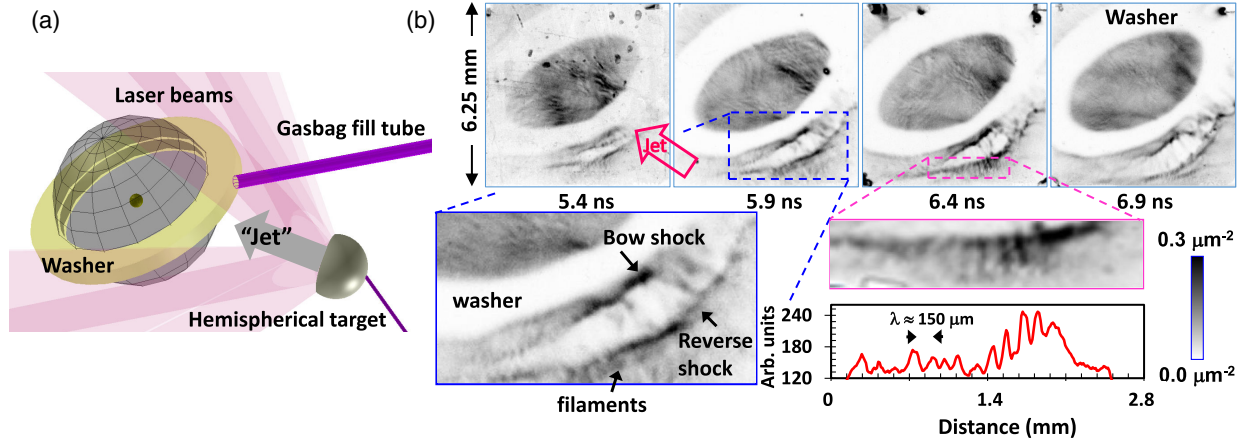 (a)
Laser beams
Gasbag fill tube
"Jet"
Washer
Hemispherical target
(b)
6.25 mm
Washer
Jet
5.4 ns
5.9 ns
6.4 ns
6.9 ns
Bow shock
washer
Reverse
shock
filaments
0.3 μm-2
0.0 μm-2
Arb. units
240
180
120
λ ≈ 150 μm
0
1.4
2.8
Distance (mm)